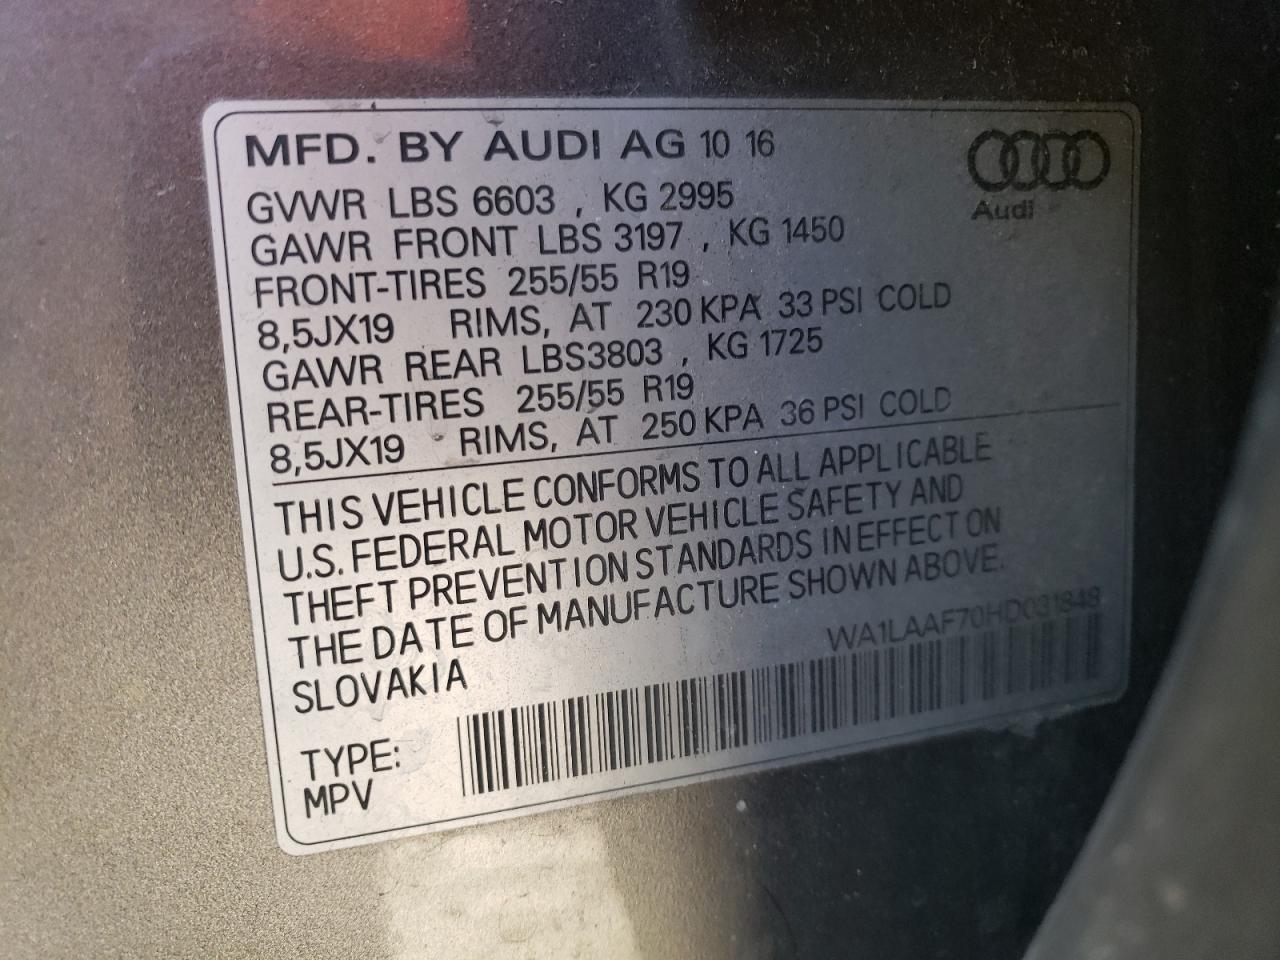 MFD. BY AUDI AG 10 16
Audi
GVWR LBS 6603 , KG 2995
GAWR FRONT LBS 3197 , KG 1450
FRONT-TIRES 255/55 R19
8,5JX19 RIMS, AT 230 KPA 33 PSI COLD
GAWR REAR LBS3803 , KG 1725
REAR-TIRES 255/55 R19
8,5JX19 RIMS, AT 250 KPA 36 PSI COLD
THIS VEHICLE CONFORMS TO ALL APPLICABLE
U.S. FEDERAL MOTOR VEHICLE SAFETY AND
THEFT PREVENTION STANDARDS IN EFFECT ON
THE DATE OF MANUFACTURE SHOWN ABOVE.
SLOVAKIA
WA1LAAF70HD031848
TYPE:
MPV